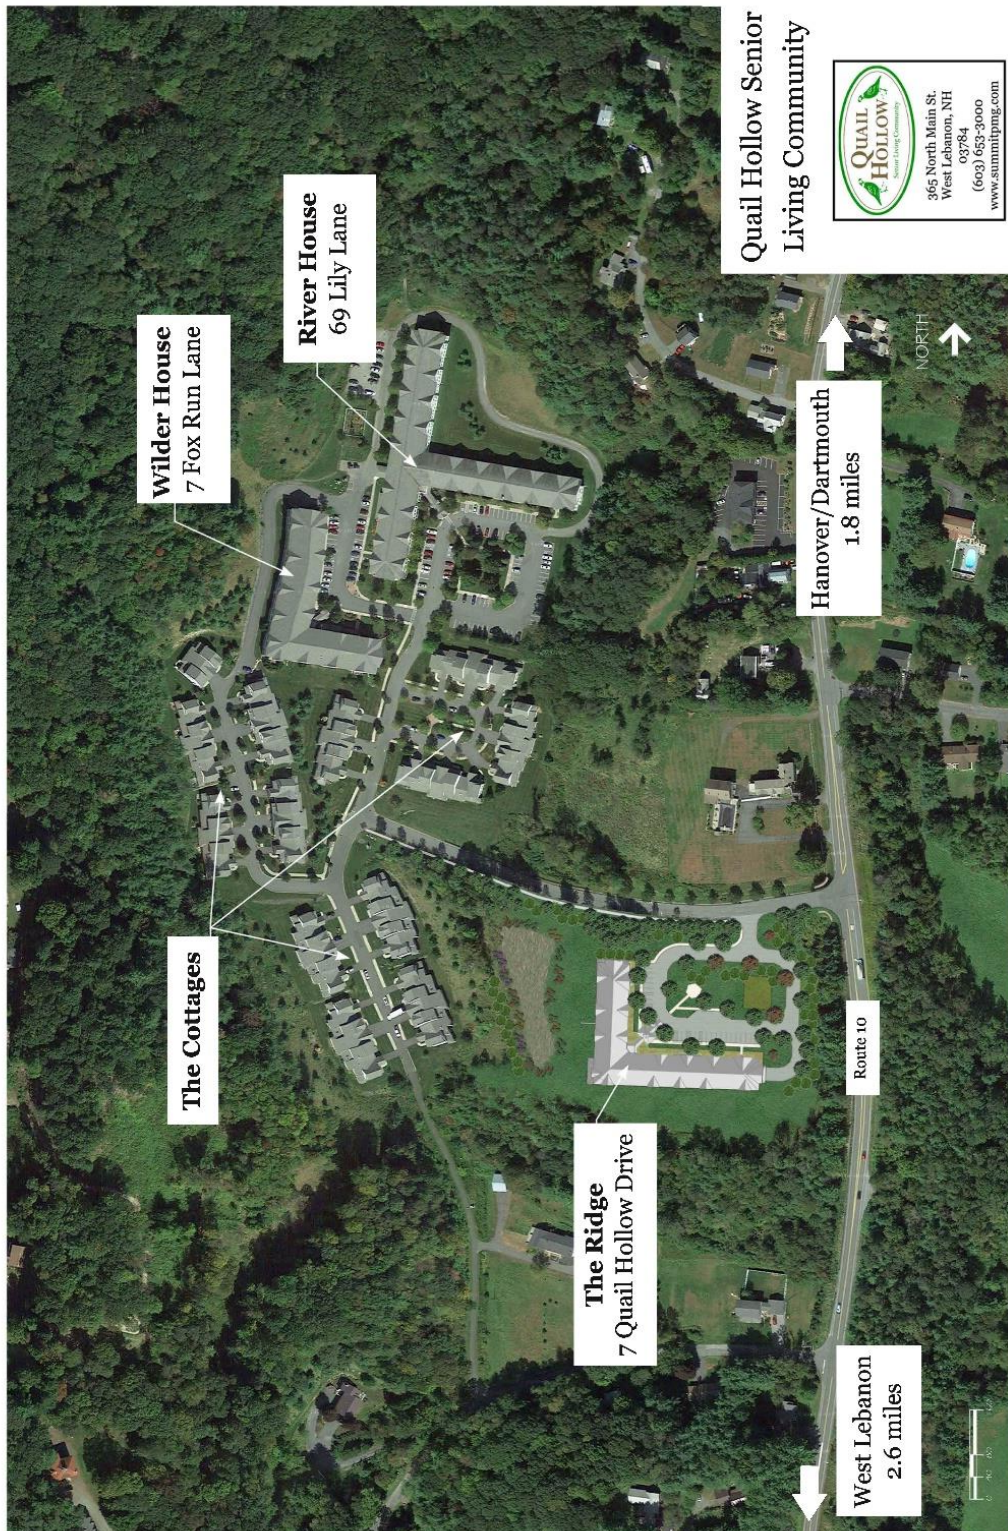 Quail Hollow Senior
Living Community
QUAIL
HOLLOW
Senior Living Community
365 North Main St.
West Lebanon, NH
03784
(603) 653-3000
www.summitpmg.com
Wilder House
7 Fox Run Lane
River House
69 Lily Lane
The Cottages
The Ridge
7 Quail Hollow Drive
Hanover/Dartmouth
1.8 miles
NORTH
Route 10
West Lebanon
2.6 miles